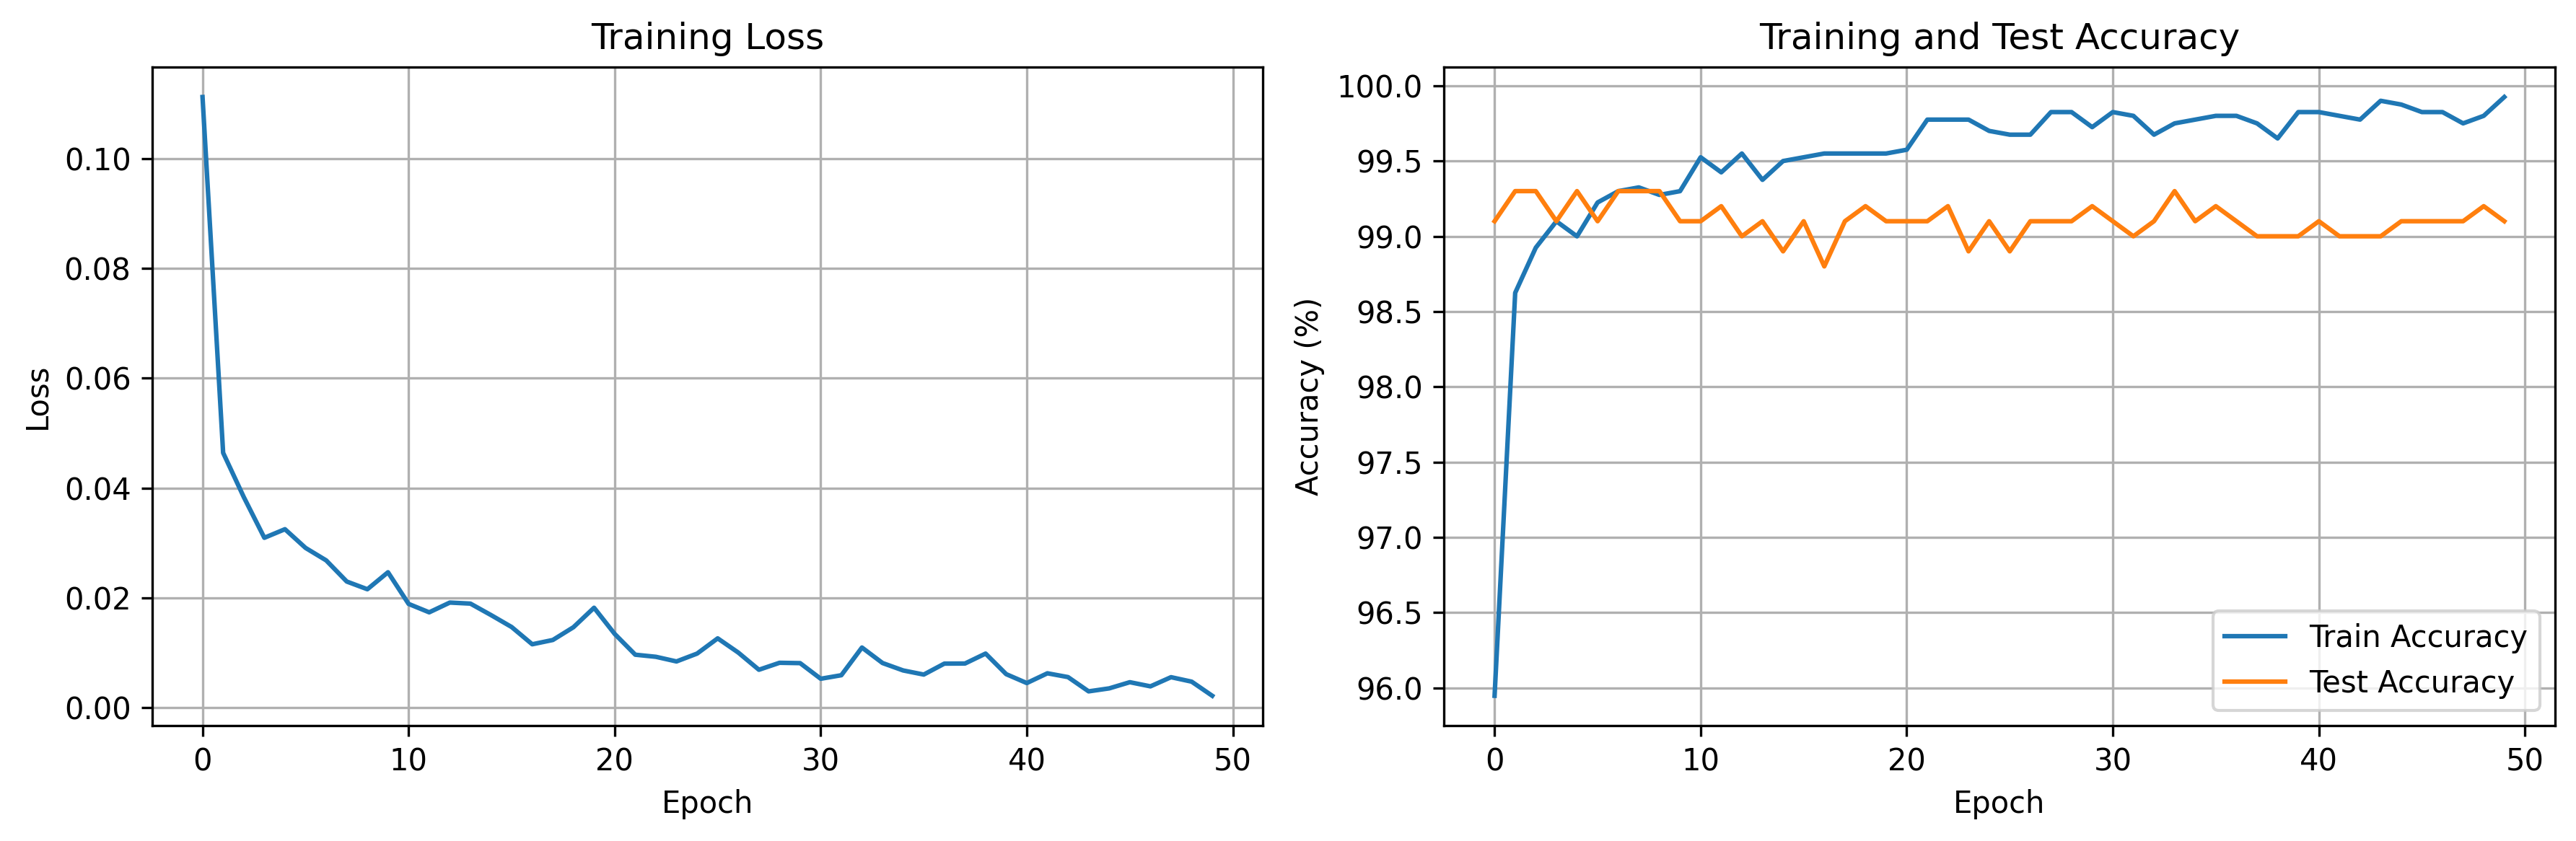 Training Loss
Loss
0.10
0.08
0.06
0.04
0.02
0.00
0 10 20 30 40 50
Epoch
Training and Test Accuracy
Accuracy (%)
100.0
99.5
99.0
98.5
98.0
97.5
97.0
96.5
96.0
Train Accuracy
Test Accuracy
0 10 20 30 40 50
Epoch